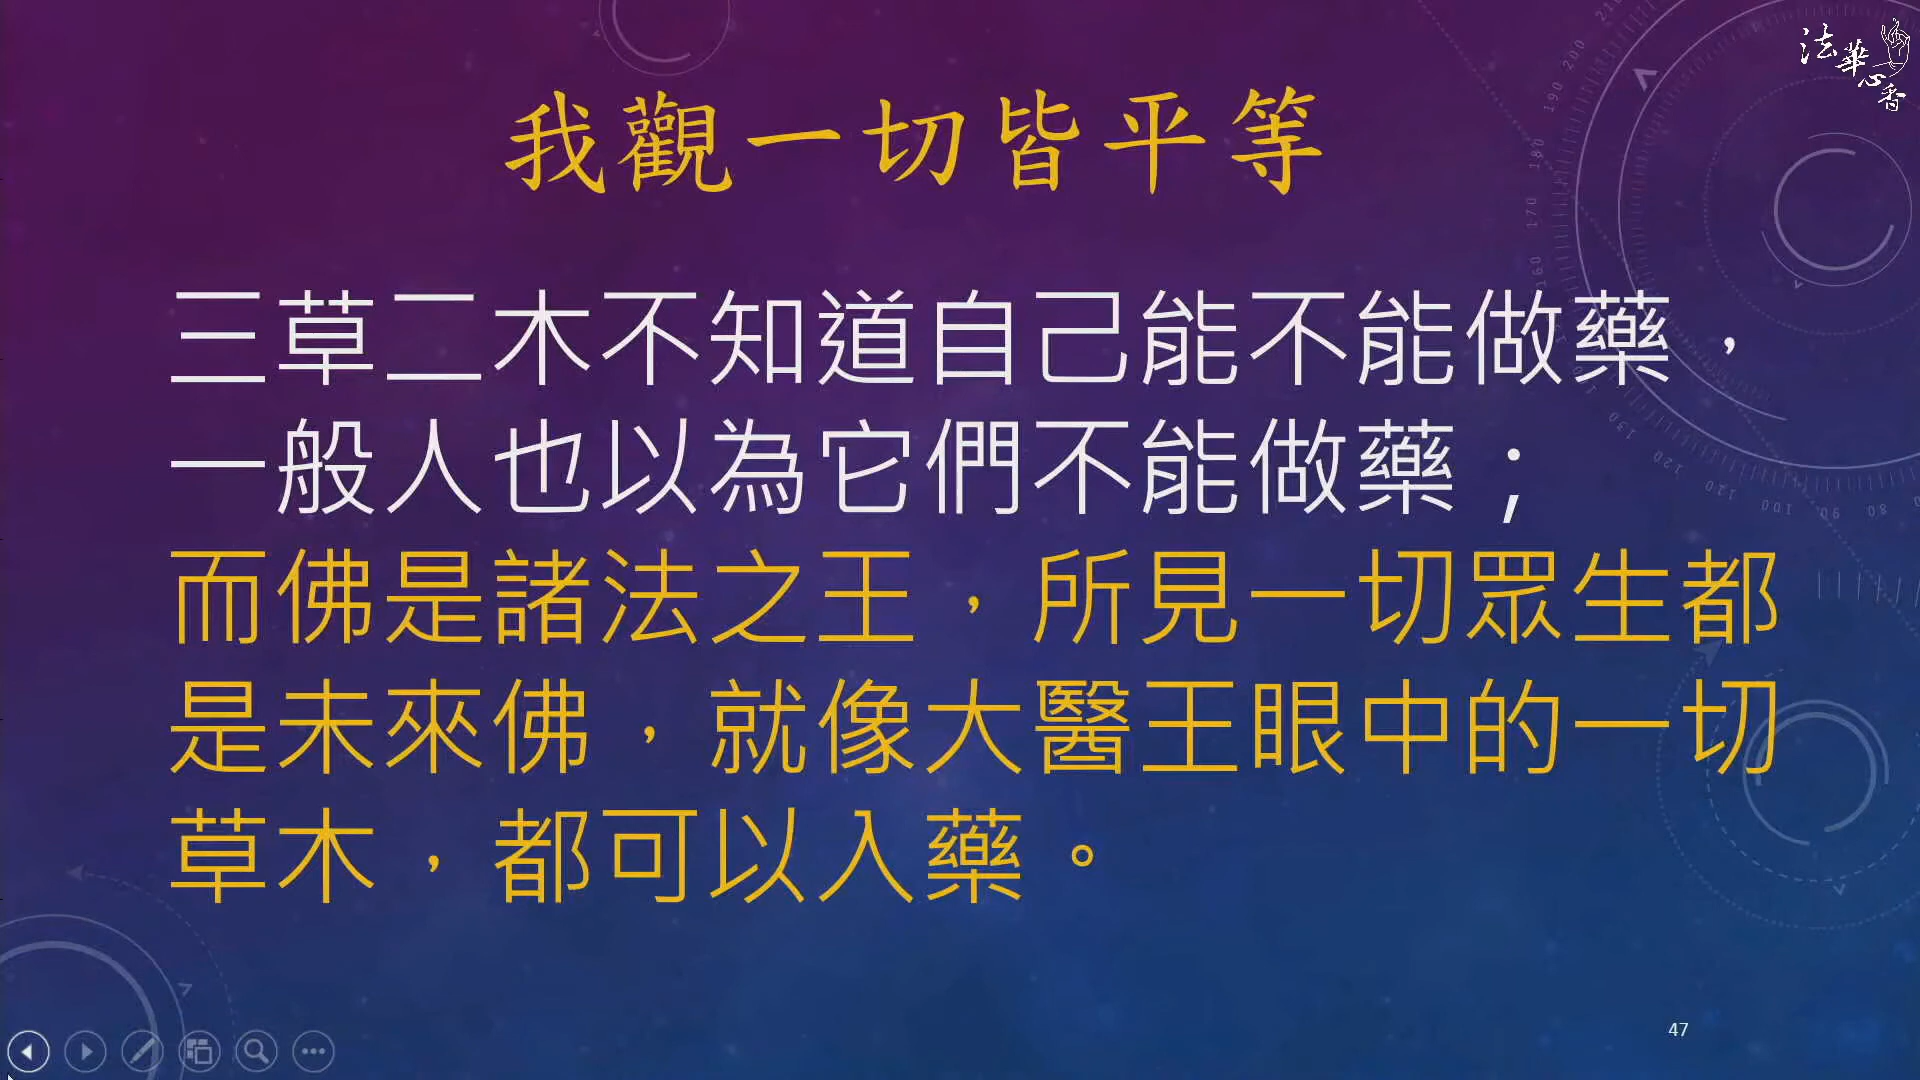 法華心香
我觀一切皆平等
三草二木不知道自己能不能做藥，
一般人也以為它們不能做藥；
而佛是諸法之王，所見一切眾生都
是未來佛，就像大醫王眼中的一切
草木，都可以入藥。
47